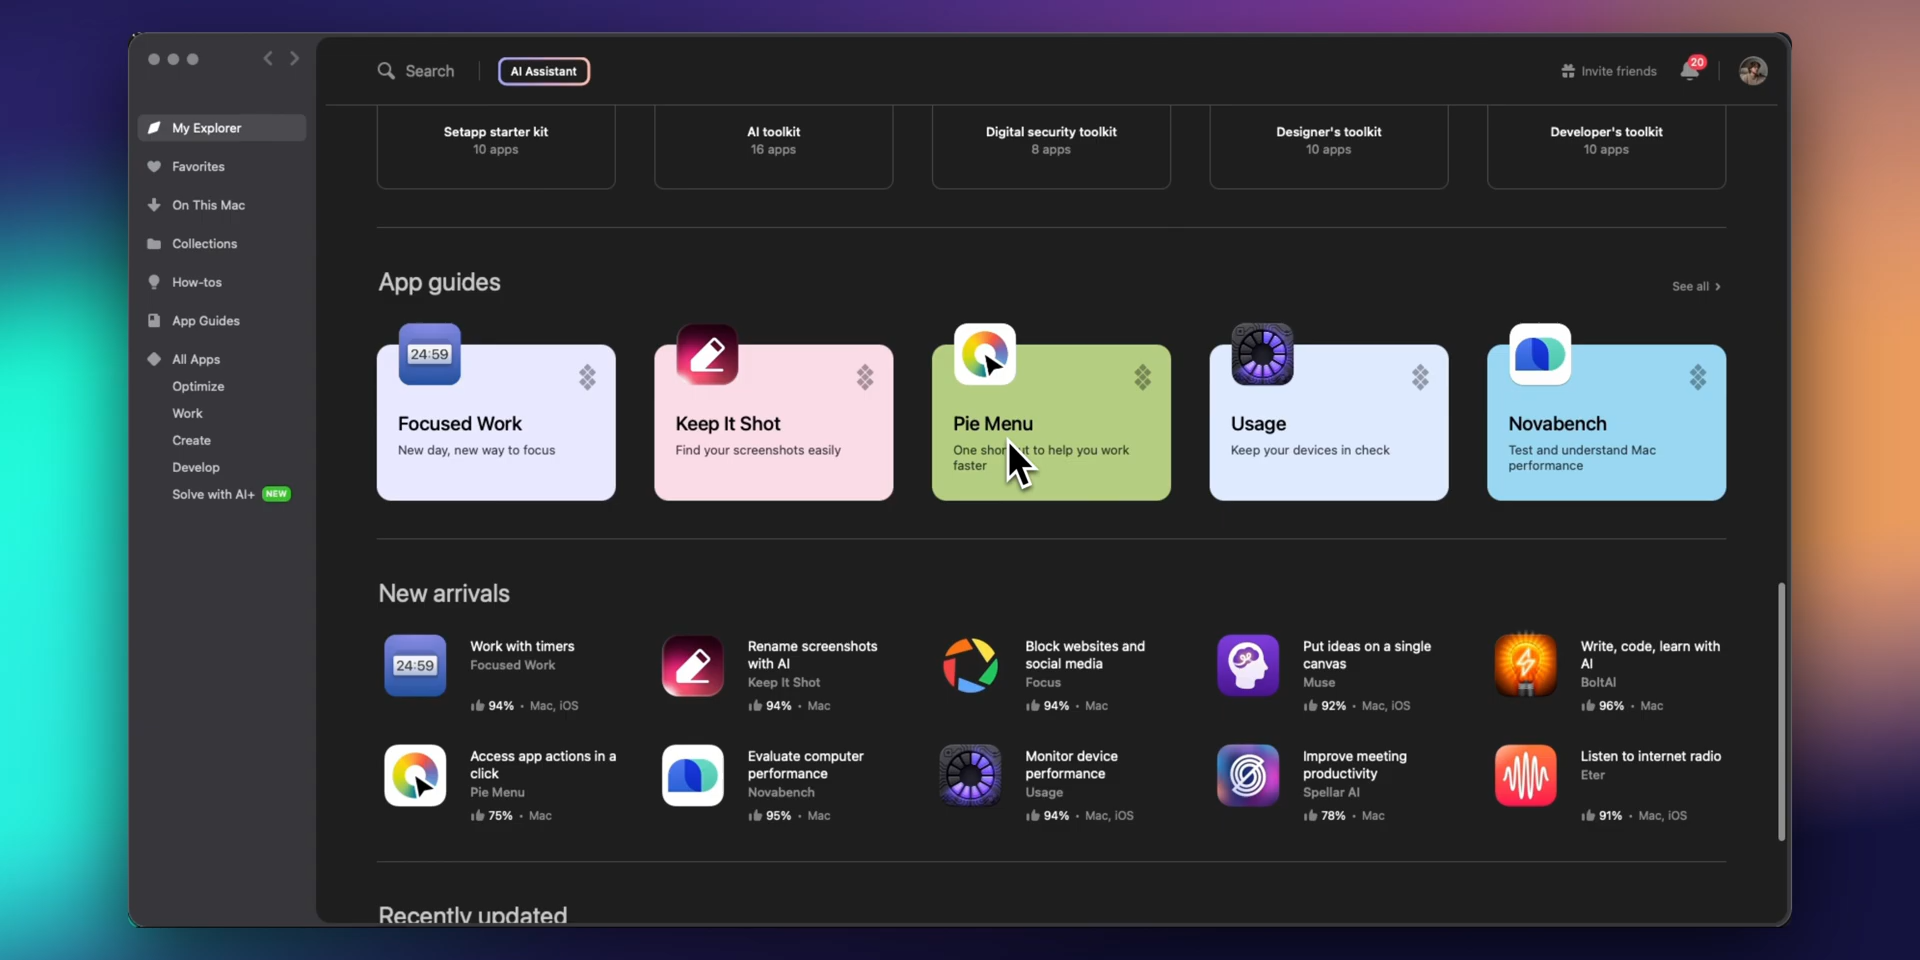 Search
AI Assistant
Invite friends
20
My Explorer
Favorites
On This Mac
Collections
How-tos
App Guides
All Apps
Optimize
Work
Create
Develop
Solve with AI+ NEW
Setapp starter kit
10 apps
AI toolkit
16 apps
Digital security toolkit
8 apps
Designer's toolkit
10 apps
Developer's toolkit
10 apps
App guides
See all
24:59
Focused Work
New day, new way to focus
Keep It Shot
Find your screenshots easily
Pie Menu
One shortcut to help you work
faster
Usage
Keep your devices in check
Novabench
Test and understand Mac
performance
New arrivals
24:59
Work with timers
Focused Work
94% • Mac, iOS
Rename screenshots
with AI
Keep It Shot
94% • Mac
Block websites and
social media
Focus
94% • Mac
Put ideas on a single
canvas
Muse
92% • Mac, iOS
Write, code, learn with
AI
BoltAI
96% • Mac
Access app actions in a
click
Pie Menu
75% • Mac
Evaluate computer
performance
Novabench
95% • Mac
Monitor device
performance
Usage
94% • Mac, iOS
Improve meeting
productivity
Spellar AI
78% • Mac
Listen to internet radio
Eter
91% • Mac, iOS
Recently updated